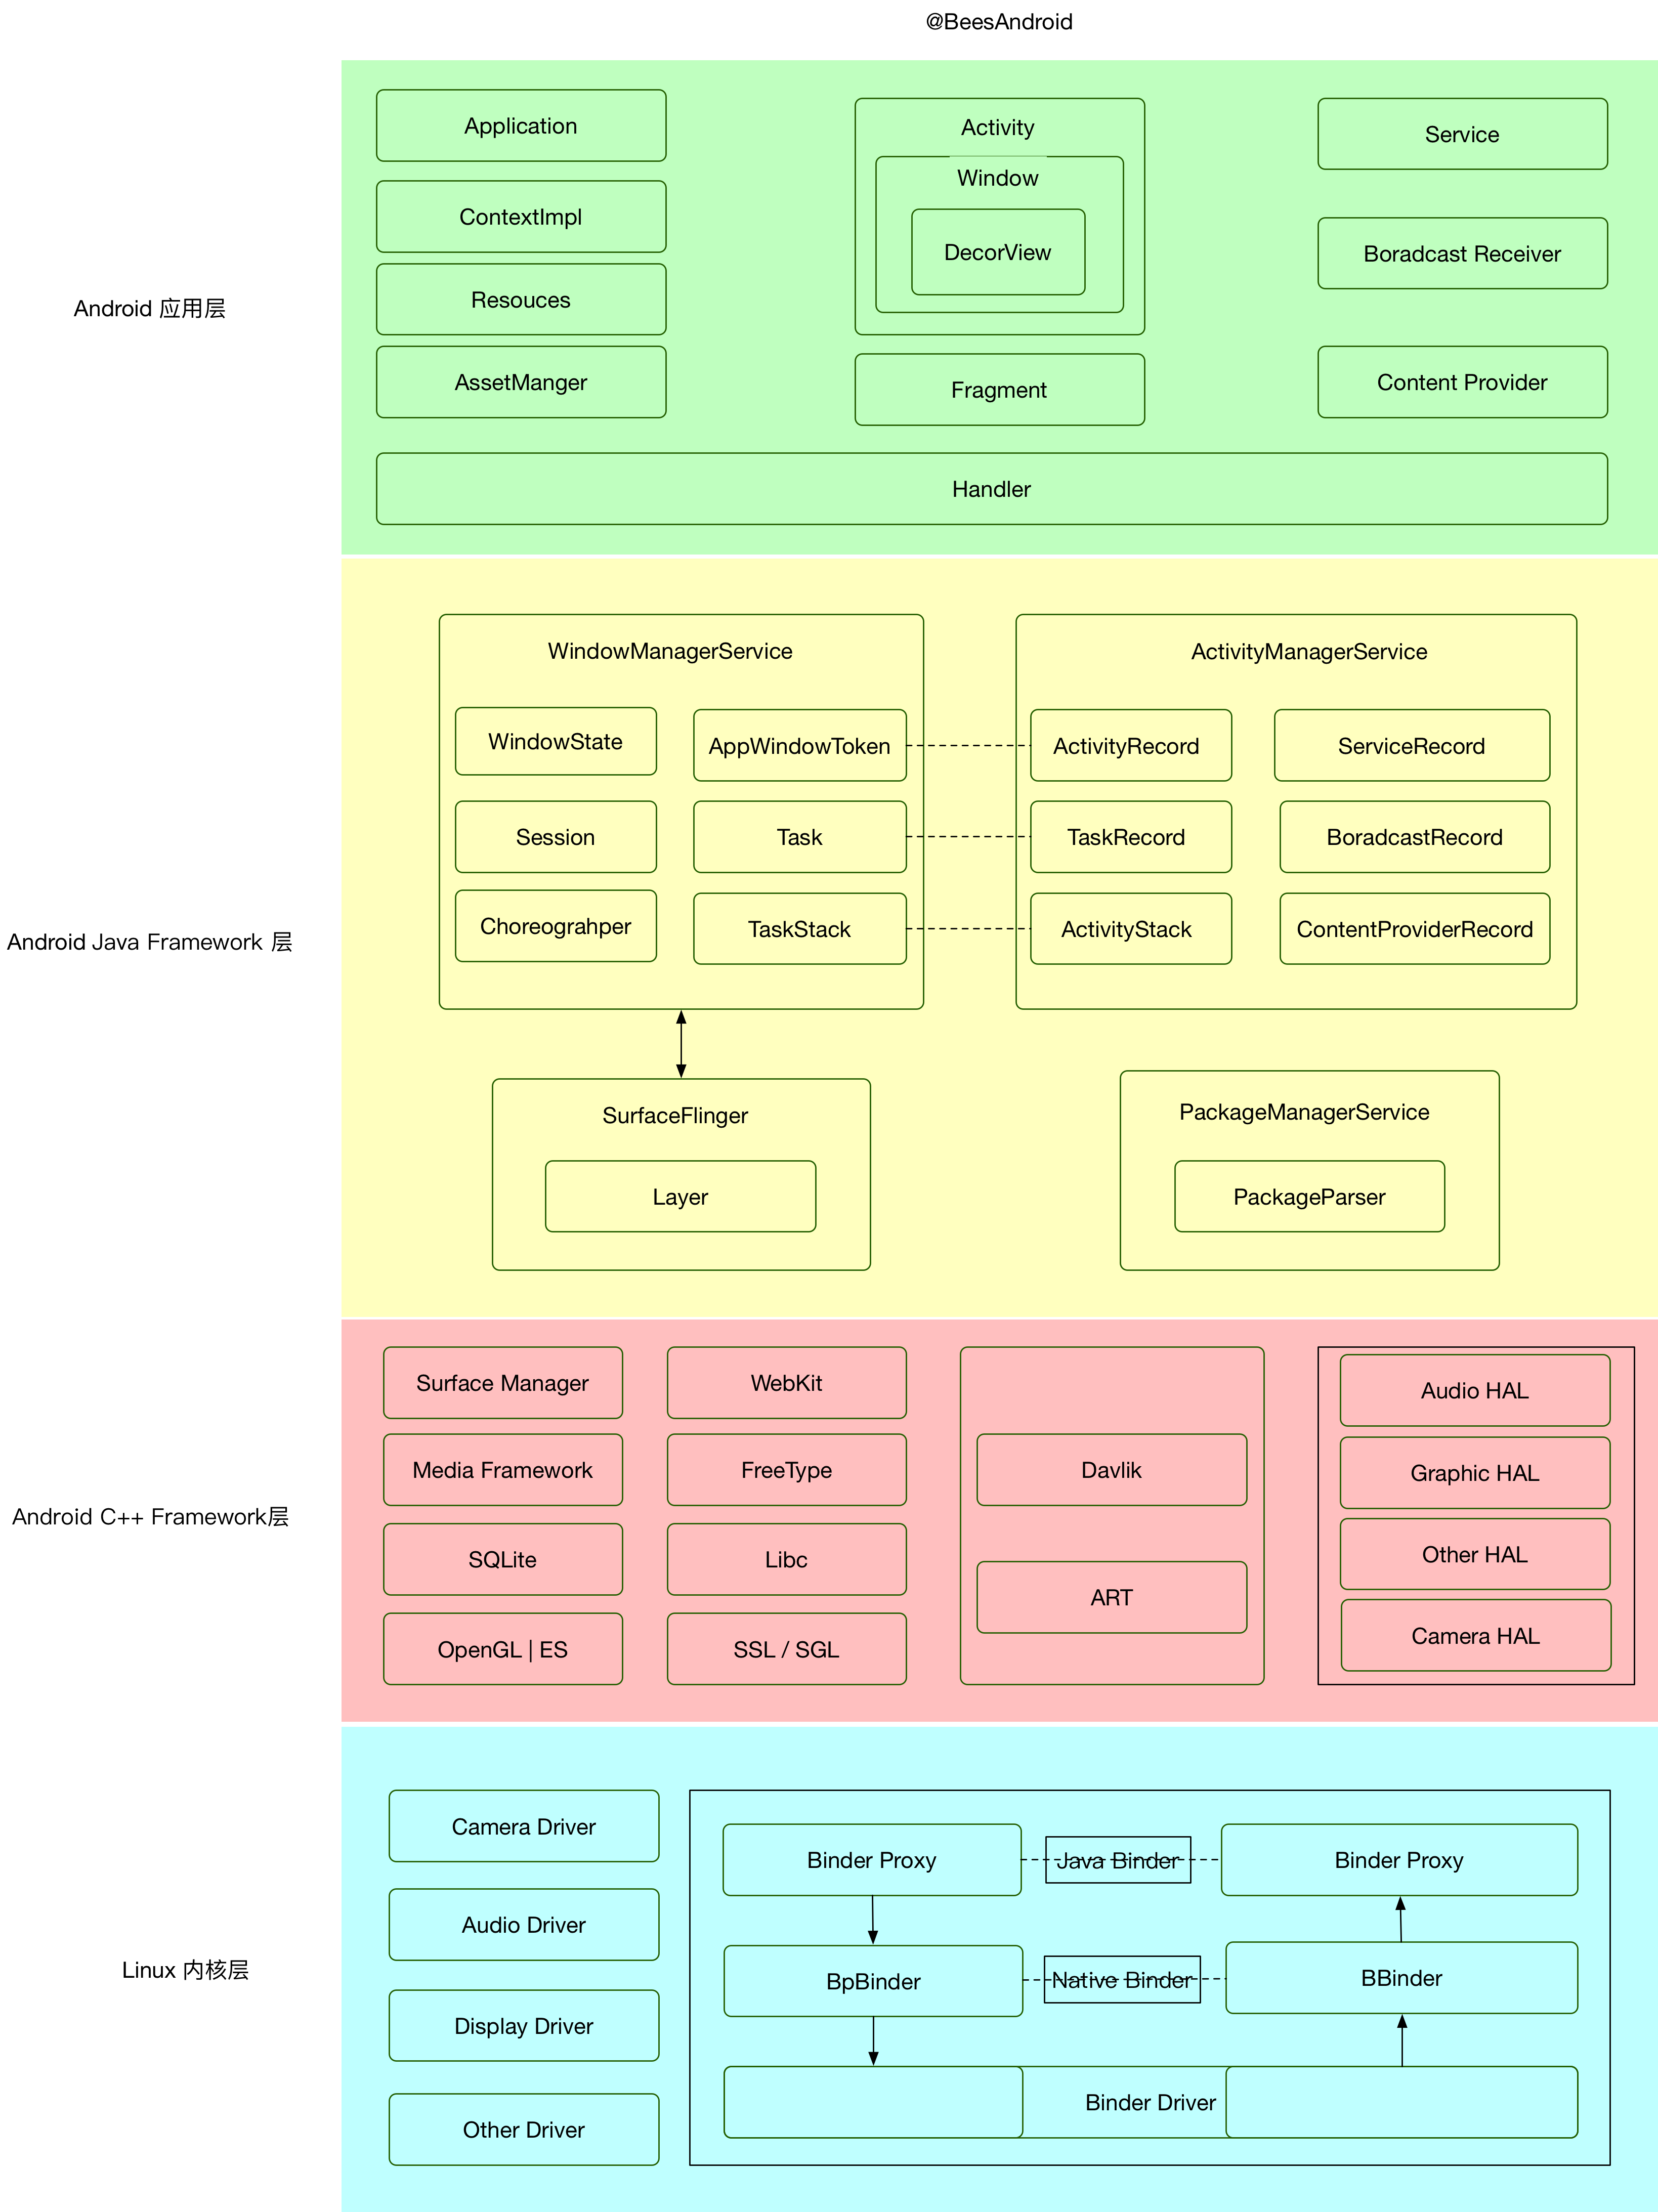 @BeesAndroid
Android 应用层
Application
ContextImpl
Resouces
AssetManger
Activity
Window
DecorView
Fragment
Service
Boradcast Receiver
Content Provider
Handler
Android Java Framework 层
WindowManagerService
WindowState
AppWindowToken
Session
Task
Choreograhper
TaskStack
ActivityManagerService
ActivityRecord
ServiceRecord
TaskRecord
BoradcastRecord
ActivityStack
ContentProviderRecord
SurfaceFlinger
Layer
PackageManagerService
PackageParser
Android C++ Framework层
Surface Manager
WebKit
Media Framework
FreeType
SQLite
Libc
OpenGL | ES
SSL / SGL
Davlik
ART
Audio HAL
Graphic HAL
Other HAL
Camera HAL
Linux 内核层
Camera Driver
Audio Driver
Display Driver
Other Driver
Binder Proxy
Java Binder
Binder Proxy
BpBinder
Native Binder
BBinder
Binder Driver